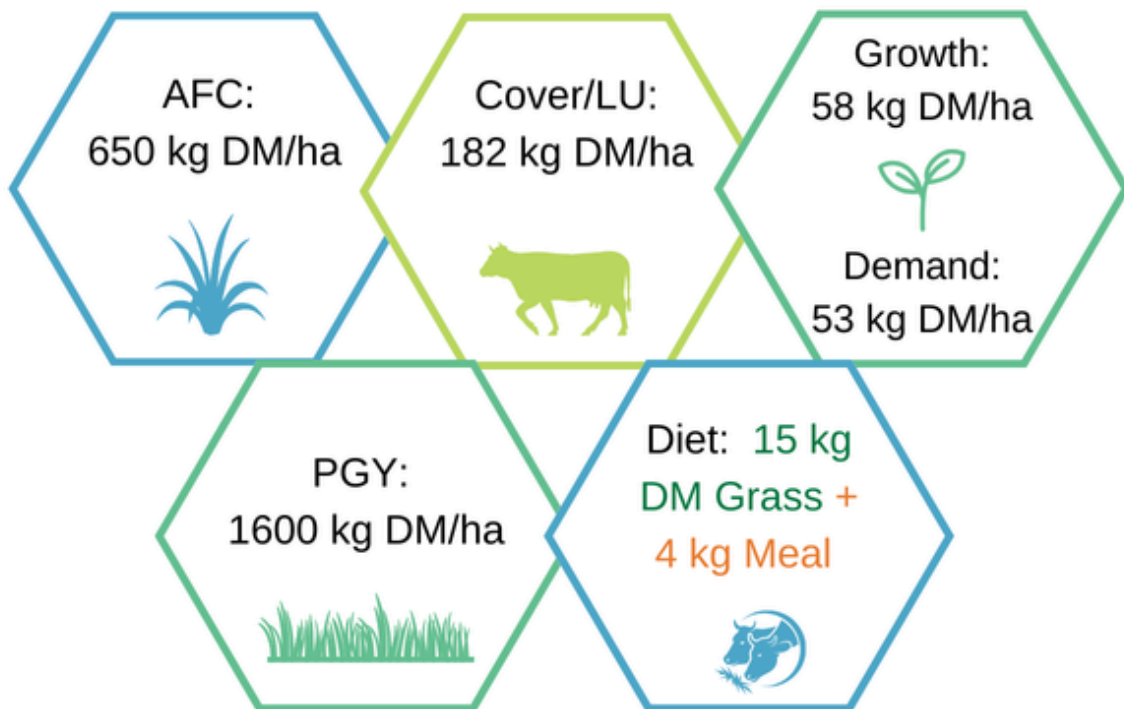 AFC:
650 kg DM/ha
Cover/LU:
182 kg DM/ha
Growth:
58 kg DM/ha
Demand:
53 kg DM/ha
PGY:
1600 kg DM/ha
Diet: 15 kg
DM Grass +
4 kg Meal